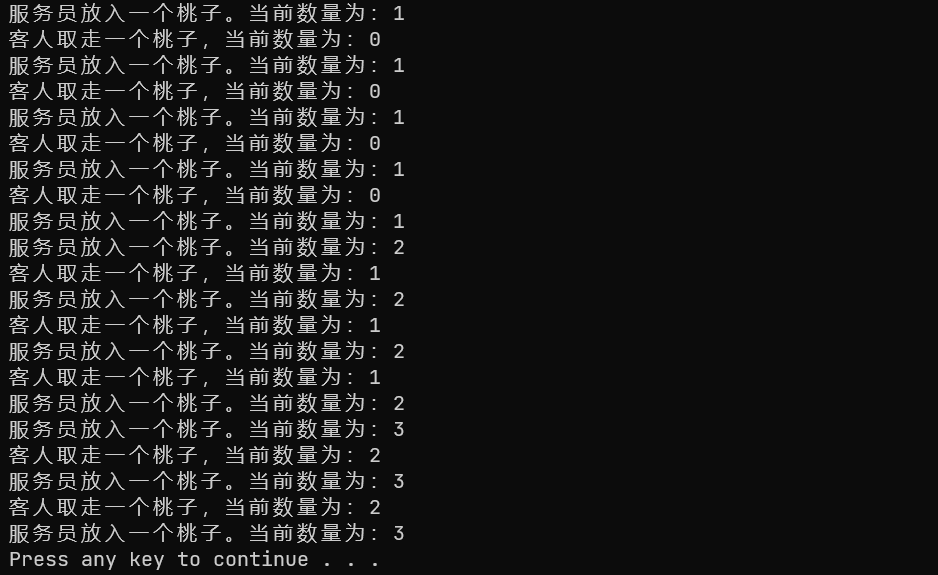 服务员放入一个桃子。当前数量为：1
客人取走一个桃子，当前数量为：0
服务员放入一个桃子。当前数量为：1
客人取走一个桃子，当前数量为：0
服务员放入一个桃子。当前数量为：1
客人取走一个桃子，当前数量为：0
服务员放入一个桃子。当前数量为：1
客人取走一个桃子，当前数量为：0
服务员放入一个桃子。当前数量为：1
服务员放入一个桃子。当前数量为：2
客人取走一个桃子，当前数量为：1
服务员放入一个桃子。当前数量为：2
客人取走一个桃子，当前数量为：1
服务员放入一个桃子。当前数量为：2
客人取走一个桃子，当前数量为：1
服务员放入一个桃子。当前数量为：2
服务员放入一个桃子。当前数量为：3
客人取走一个桃子，当前数量为：2
服务员放入一个桃子。当前数量为：3
客人取走一个桃子，当前数量为：2
服务员放入一个桃子。当前数量为：3
Press any key to continue . . .